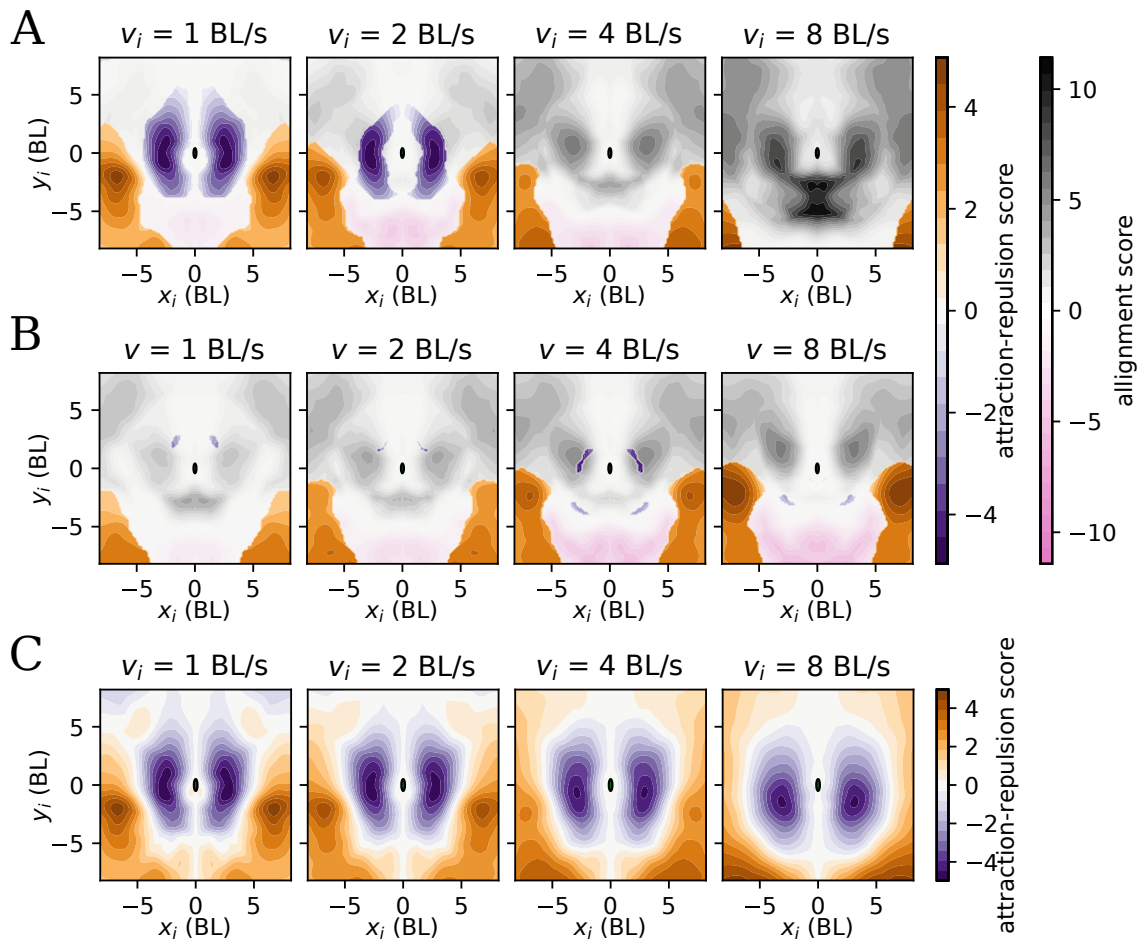 A
v_i = 1 BL/s v_i = 2 BL/s v_i = 4 BL/s v_i = 8 BL/s
y_i (BL)
5
0
−5
−5 0 5 −5 0 5 −5 0 5 −5 0 5
x_i (BL) x_i (BL) x_i (BL) x_i (BL)
B
v = 1 BL/s v = 2 BL/s v = 4 BL/s v = 8 BL/s
y_i (BL)
5
0
−5
−5 0 5 −5 0 5 −5 0 5 −5 0 5
x_i (BL) x_i (BL) x_i (BL) x_i (BL)
4
2
0
−2
−4
attraction-repulsion score
10
5
0
−5
−10
allignment score
C
v_i = 1 BL/s v_i = 2 BL/s v_i = 4 BL/s v_i = 8 BL/s
y_i (BL)
5
0
−5
−5 0 5 −5 0 5 −5 0 5 −5 0 5
x_i (BL) x_i (BL) x_i (BL) x_i (BL)
4
2
0
−2
−4
attraction-repulsion score